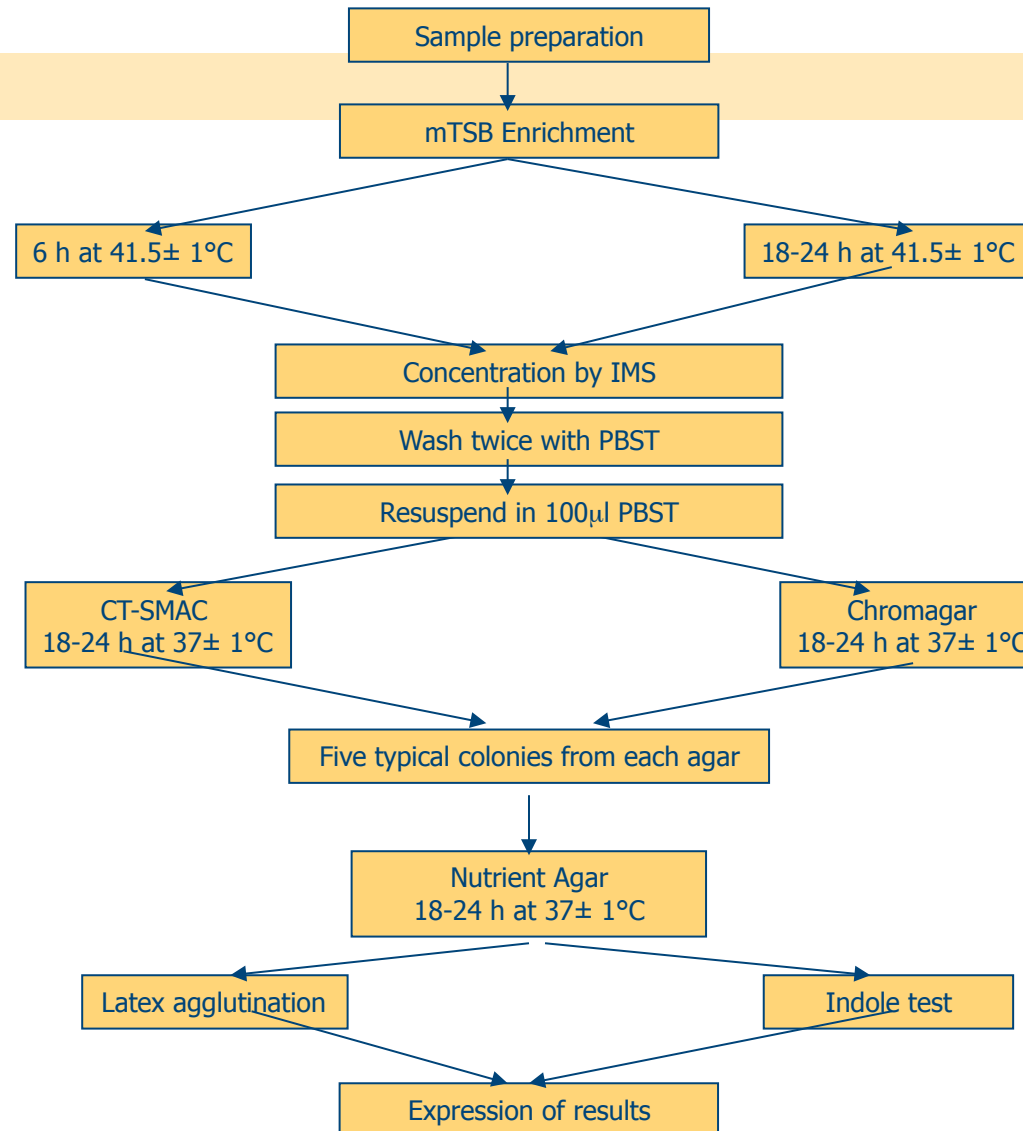 Sample preparation
mTSB Enrichment
6 h at 41.5± 1°C
18-24 h at 41.5± 1°C
Concentration by IMS
Wash twice with PBST
Resuspend in 100μl PBST
CT-SMAC
18-24 h at 37± 1°C
Chromagar
18-24 h at 37± 1°C
Five typical colonies from each agar
Nutrient Agar
18-24 h at 37± 1°C
Latex agglutination
Indole test
Expression of results